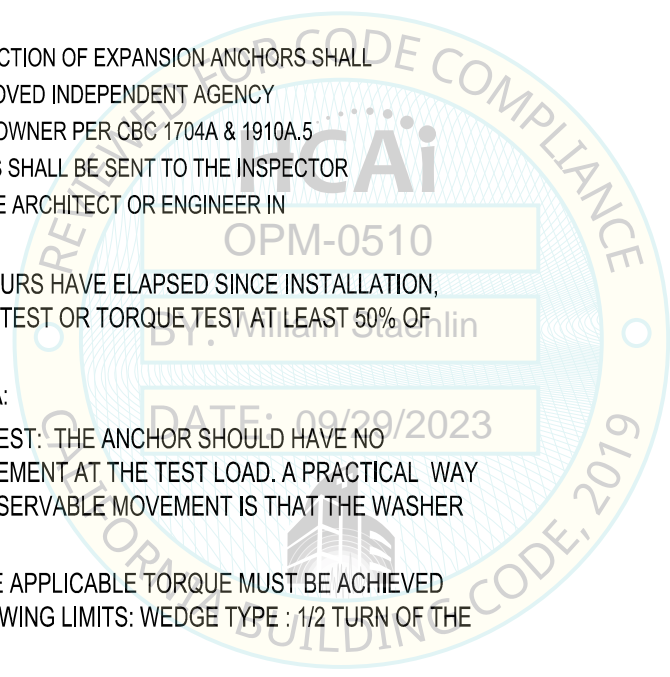 CTION OF EXPANSION ANCHORS SHALL
OVED INDEPENDENT AGENCY
OWNER PER CBC 1704A & 1910A.5
S SHALL BE SENT TO THE INSPECTOR
E ARCHITECT OR ENGINEER IN
URS HAVE ELAPSED SINCE INSTALLATION,
TEST OR TORQUE TEST AT LEAST 50% OF
A:
EST: THE ANCHOR SHOULD HAVE NO
EMENT AT THE TEST LOAD. A PRACTICAL WAY
SERVABLE MOVEMENT IS THAT THE WASHER
E APPLICABLE TORQUE MUST BE ACHIEVED
WING LIMITS: WEDGE TYPE : 1/2 TURN OF THE
REVIEWED FOR CODE COMPLIANCE
HCAi
OPM-0510
BY: William Staehlin
DATE: 09/29/2023
CALIFORNIA BUILDING CODE, 2019